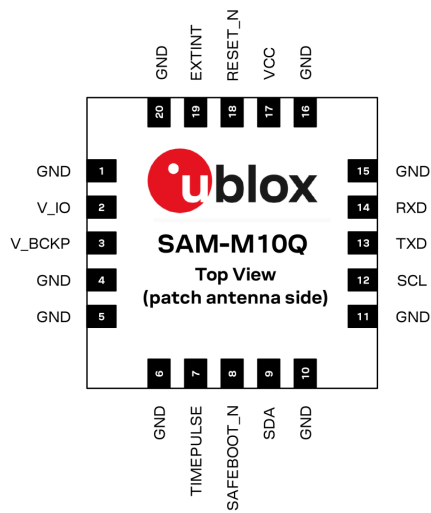 GND
EXTINT
RESET_N
VCC
GND
20
19
18
17
16
GND 1
V_IO 2
V_BCKP 3
GND 4
GND 5
ublox
SAM-M10Q
Top View
(patch antenna side)
15 GND
14 RXD
13 TXD
12 SCL
11 GND
6
7
8
9
10
GND
TIMEPULSE
SAFEBOOT_N
SDA
GND